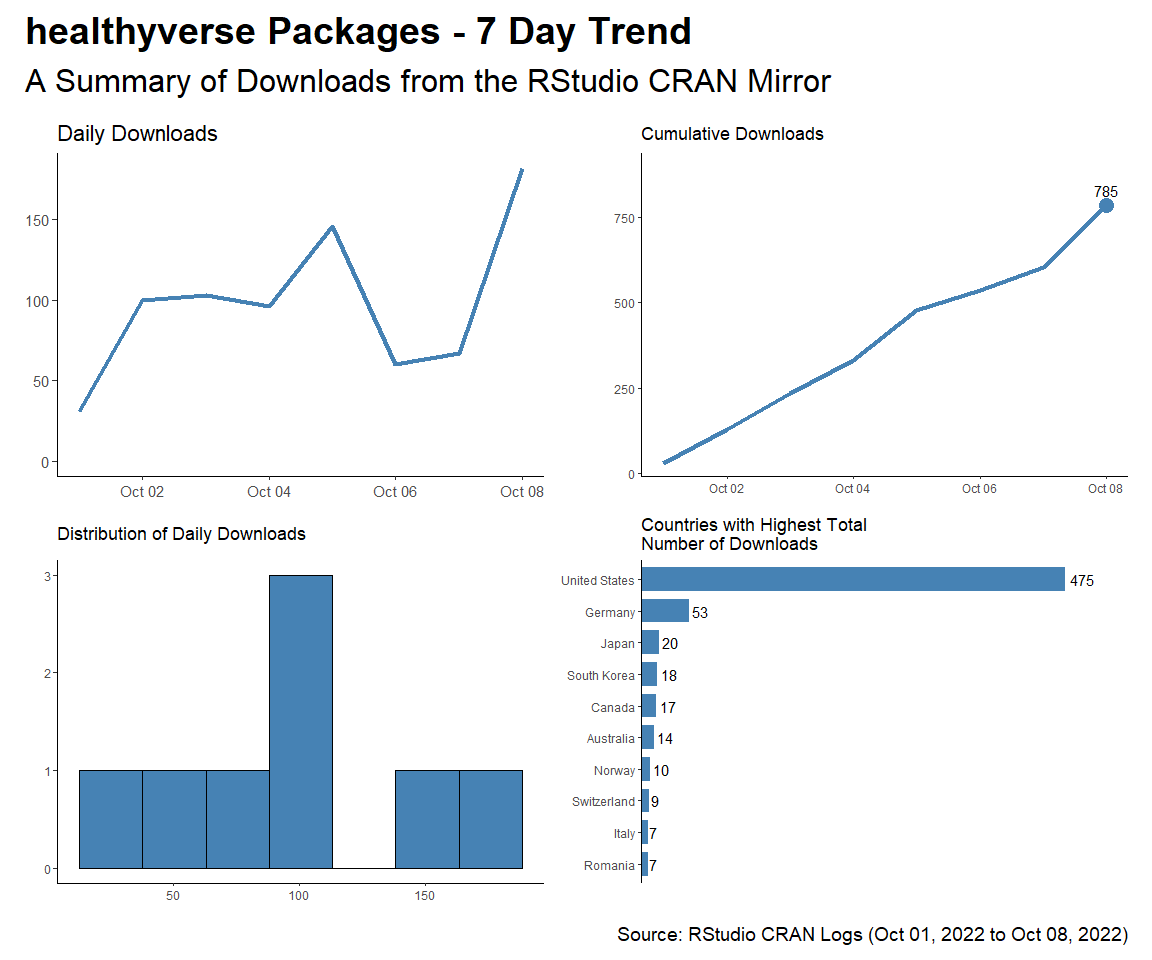 healthyverse Packages - 7 Day Trend
A Summary of Downloads from the RStudio CRAN Mirror
Daily Downloads
150
100
50
0
Oct 02 Oct 04 Oct 06 Oct 08
Cumulative Downloads
785
750
500
250
0
Oct 02 Oct 04 Oct 06 Oct 08
Distribution of Daily Downloads
3
2
1
0
50 100 150
Countries with Highest Total
Number of Downloads
United States 475
Germany 53
Japan 20
South Korea 18
Canada 17
Australia 14
Norway 10
Switzerland 9
Italy 7
Romania 7
Source: RStudio CRAN Logs (Oct 01, 2022 to Oct 08, 2022)